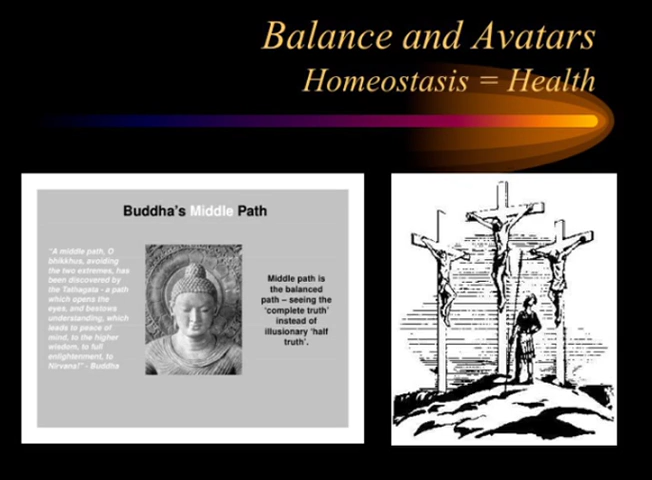 Balance and Avatars
Homeostasis = Health
Buddha's Middle Path
"A middle path, O
bhikkhus, avoiding
the two extremes, has
been discovered by
the Tathagata - a path
which opens the
eyes, and bestows
understanding, which
leads to peace of
mind, to the higher
wisdom, to full
enlightenment, to
Nirvana!" - Buddha
Middle path is
the balanced
path – seeing the
'complete truth'
instead of
illusionary 'half
truth'.